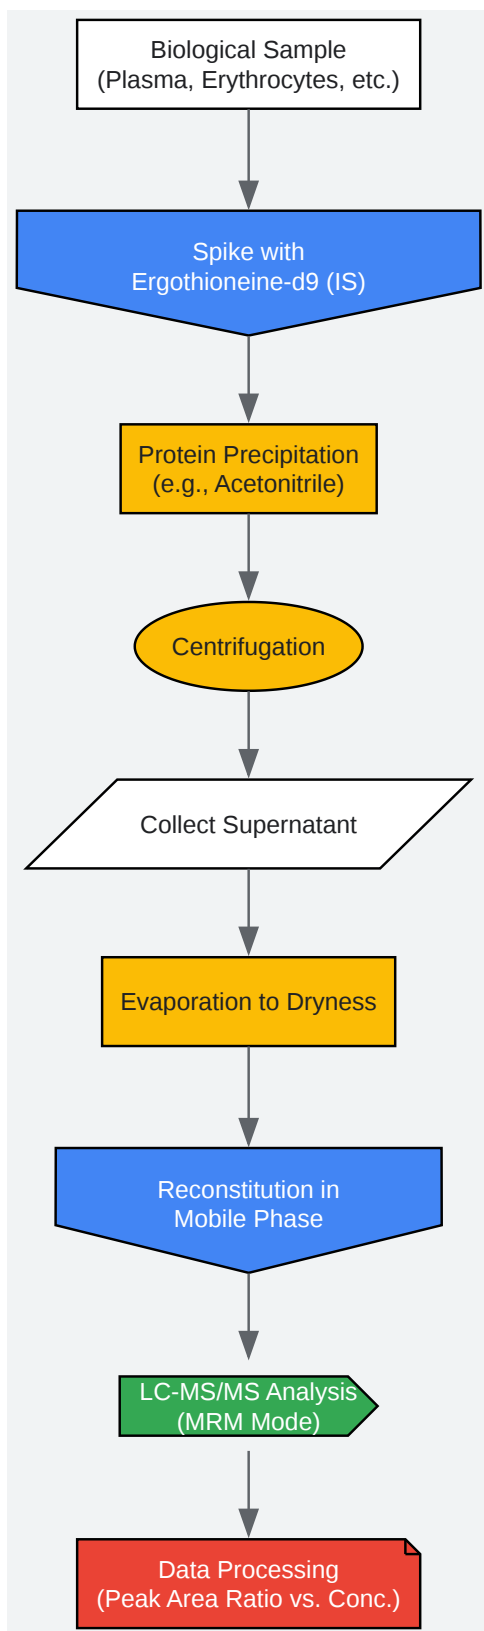 Biological Sample
(Plasma, Erythrocytes, etc.)
Spike with
Ergothioneine-d9 (IS)
Protein Precipitation
(e.g., Acetonitrile)
Centrifugation
Collect Supernatant
Evaporation to Dryness
Reconstitution in
Mobile Phase
LC-MS/MS Analysis
(MRM Mode)
Data Processing
(Peak Area Ratio vs. Conc.)